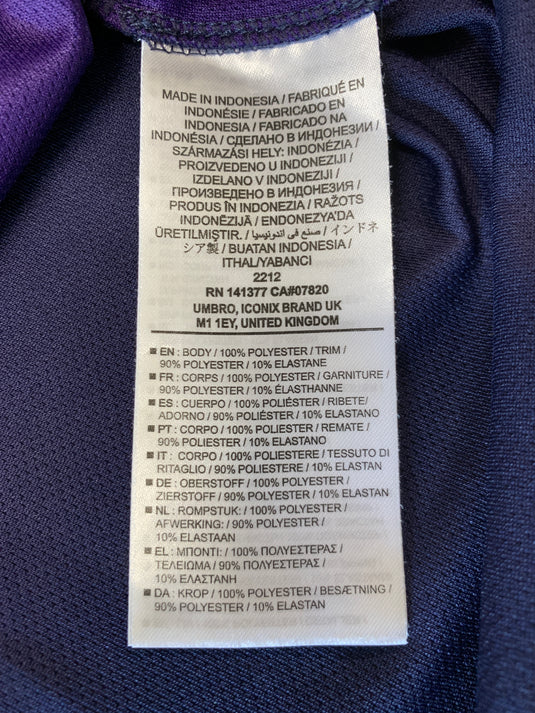 MADE IN INDONESIA / FABRIQUÉ EN
INDONÉSIE / FABRICADO EN
INDONESIA / FABRICADO NA
INDONÉSIA / СДЕЛАНО В ИНДОНЕЗИИ /
SZÁRMAZÁSI HELY: INDONÉZIA /
PROIZVEDENO U INDONEZIJI /
IZDELANO V INDONEZIJI /
ПРОИЗВЕДЕНО В ИНДОНЕЗИЯ /
PRODUS ÎN INDONEZIA / RAŽOTS
INDONĒZIJĀ / ENDONEZYA'DA
ÜRETILMIŞTIR. / صنع في اندونيسيا / インドネ
シア製 / BUATAN INDONESIA /
ITHAL/YABANCI
2212
RN 141377 CA#07820
UMBRO, ICONIX BRAND UK
M1 1EY, UNITED KINGDOM
EN : BODY / 100% POLYESTER / TRIM /
90% POLYESTER / 10% ELASTANE
FR : CORPS / 100% POLYESTER / GARNITURE /
90% POLYESTER / 10% ÉLASTHANNE
ES : CUERPO / 100% POLIÉSTER / RIBETE/
ADORNO / 90% POLIÉSTER / 10% ELASTANO
PT : CORPO / 100% POLIESTER / REMATE /
90% POLIESTER / 10% ELASTANO
IT : CORPO / 100% POLIESTERE / TESSUTO DI
RITAGLIO / 90% POLIESTERE / 10% ELASTAN
DE : OBERSTOFF / 100% POLYESTER /
ZIERSTOFF / 90% POLYESTER / 10% ELASTAN
NL : ROMPSTUK: / 100% POLYESTER /
AFWERKING: / 90% POLYESTER /
10% ELASTAAN
EL : ΜΠΟΝΤΙ: / 100% ΠΟΛΥΕΣΤΕΡΑΣ /
ΤΕΛΕΙΩΜΑ / 90% ΠΟΛΥΕΣΤΕΡΑΣ /
10% ΕΛΑΣΤΑΝΗ
DA : KROP / 100% POLYESTER / BESÆTNING /
90% POLYESTER / 10% ELASTAN